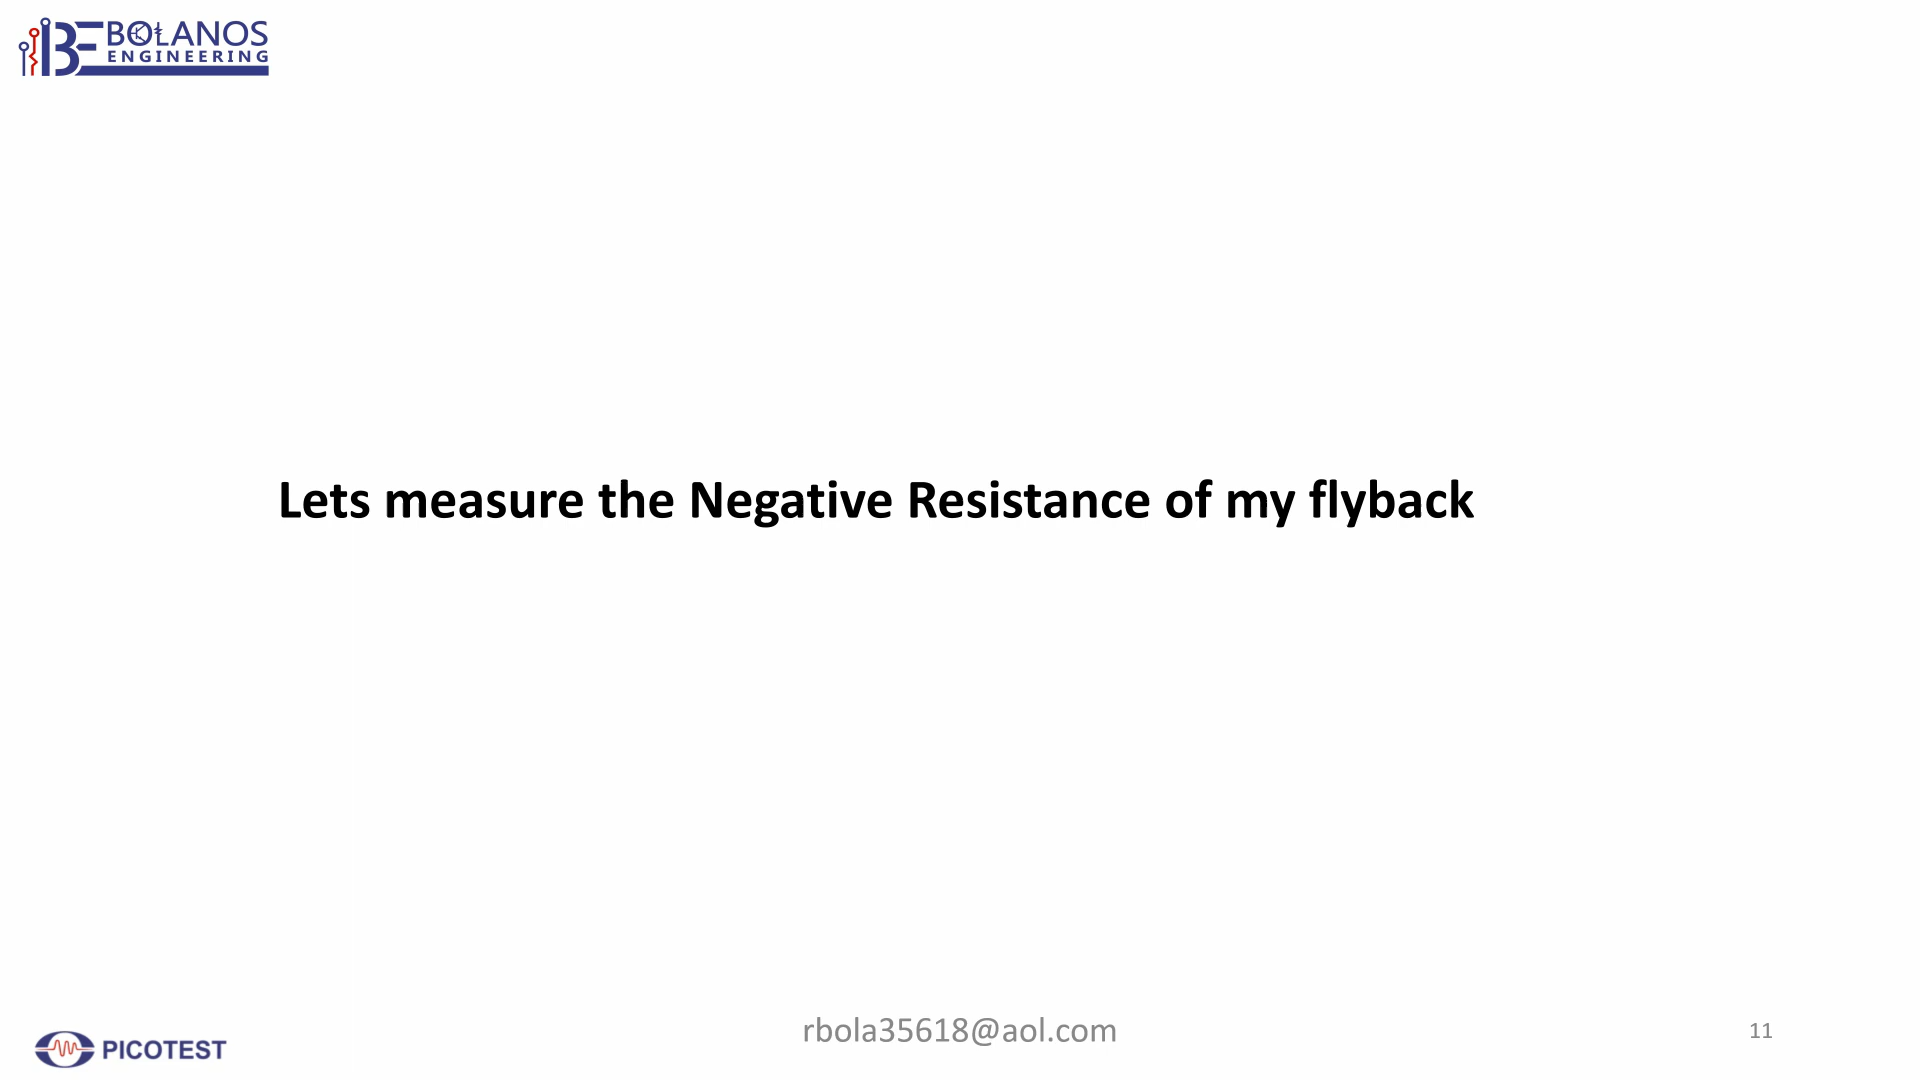 BOLANOS
ENGINEERING
Lets measure the Negative Resistance of my flyback
PICOTEST
rbola35618@aol.com
11